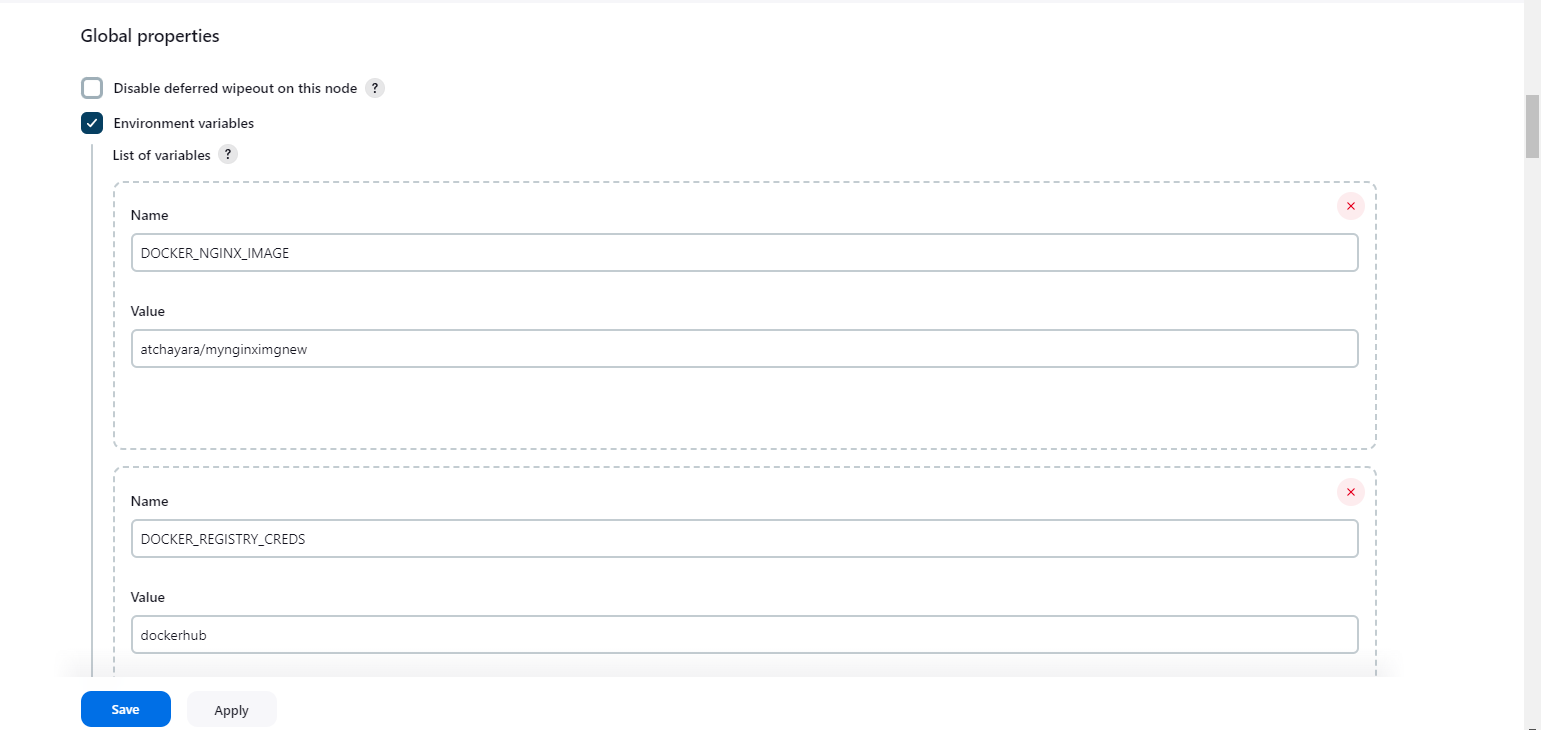 Global properties
Disable deferred wipeout on this node ?
Environment variables
List of variables ?
Name
DOCKER_NGINX_IMAGE
Value
atchayara/mynginximgnew
Name
DOCKER_REGISTRY_CREDS
Value
dockerhub
Save Apply